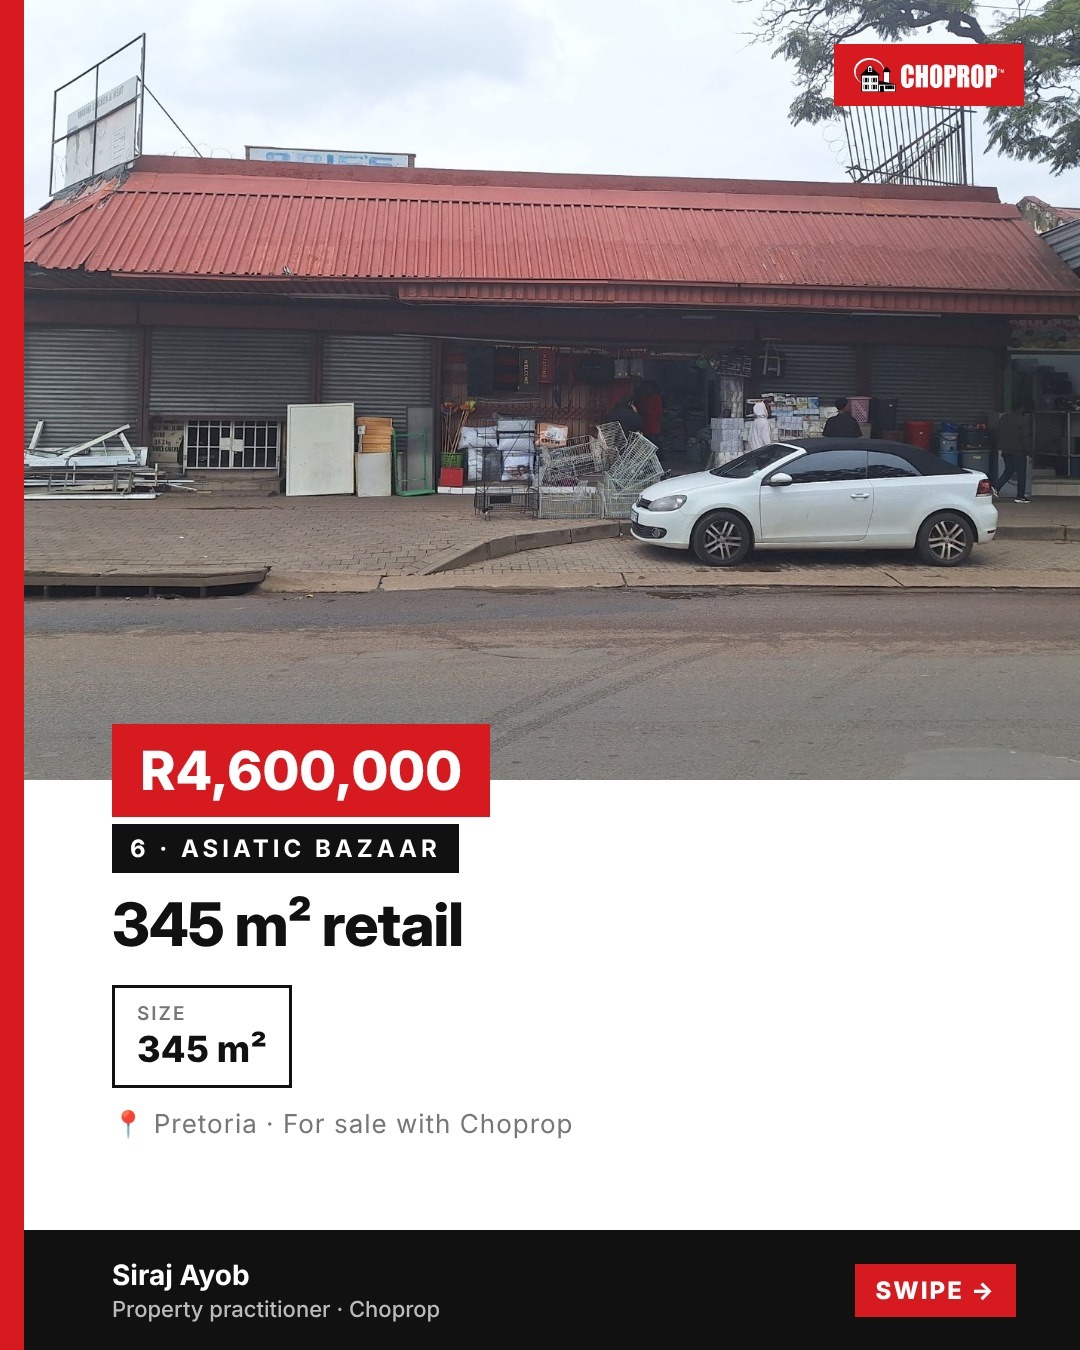 CHOPROP™
R4,600,000
6 · ASIATIC BAZAAR
345 m² retail
SIZE
345 m²
📍 Pretoria · For sale with Choprop
Siraj Ayob
Property practitioner · Choprop
SWIPE →